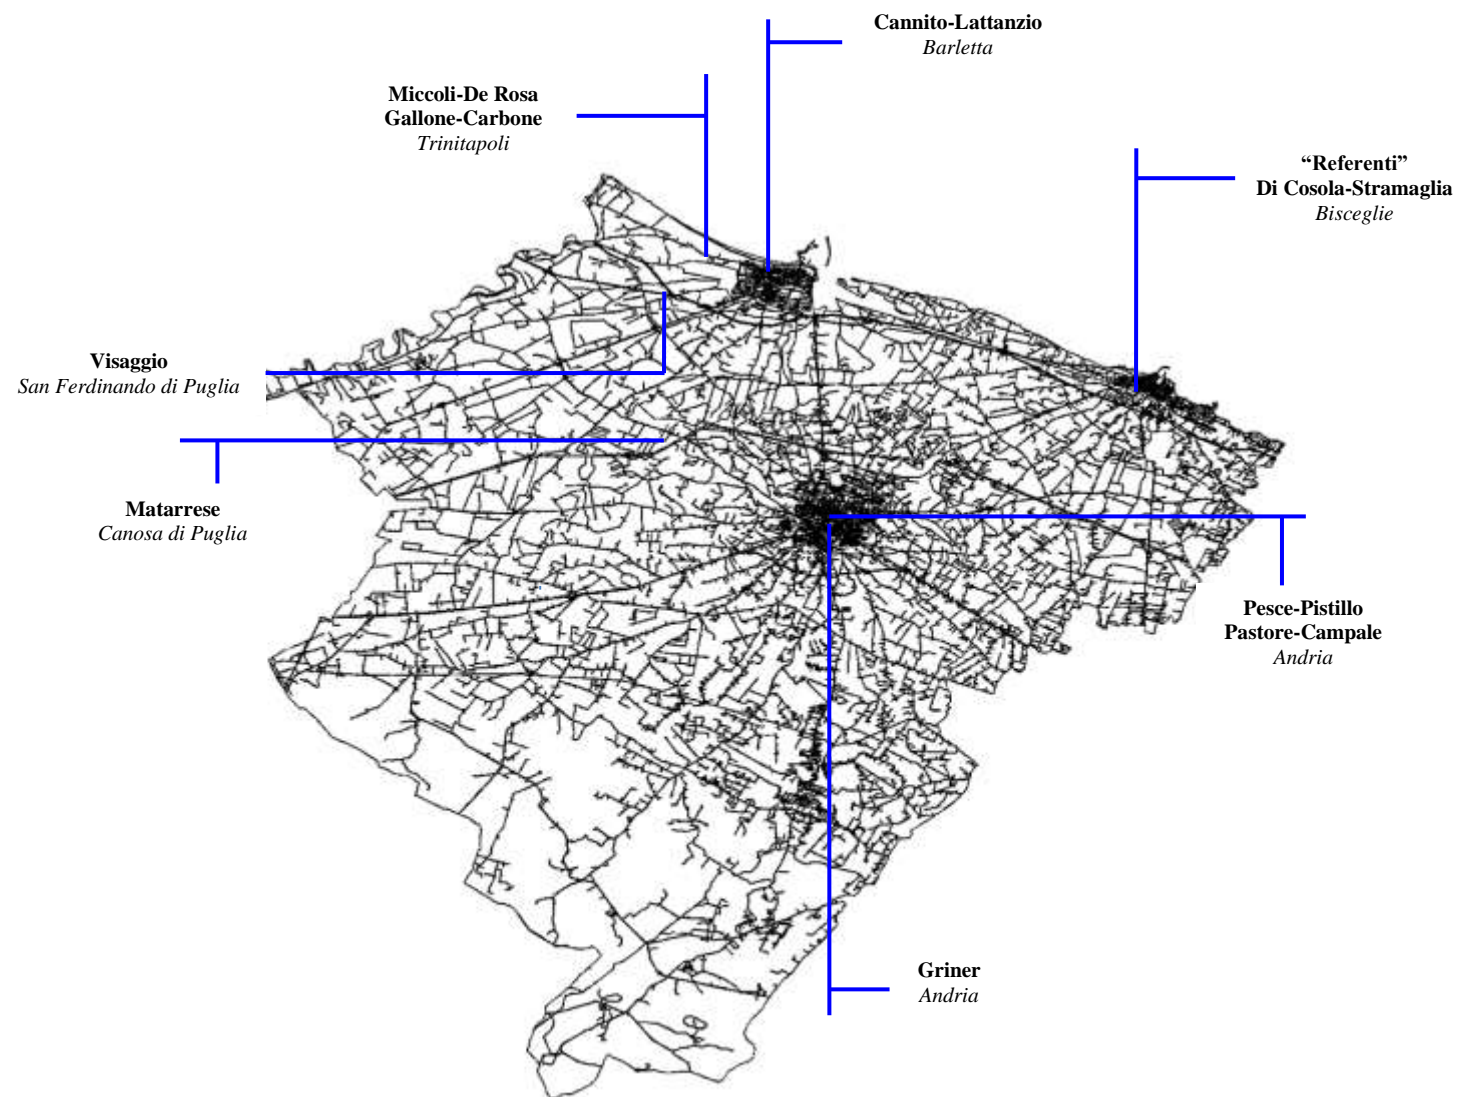 Cannito-Lattanzio
Barletta
Miccoli-De Rosa
Gallone-Carbone
Trinitapoli
“Referenti”
Di Cosola-Stramaglia
Bisceglie
Visaggio
San Ferdinando di Puglia
Matarrese
Canosa di Puglia
Pesce-Pistillo
Pastore-Campale
Andria
Griner
Andria